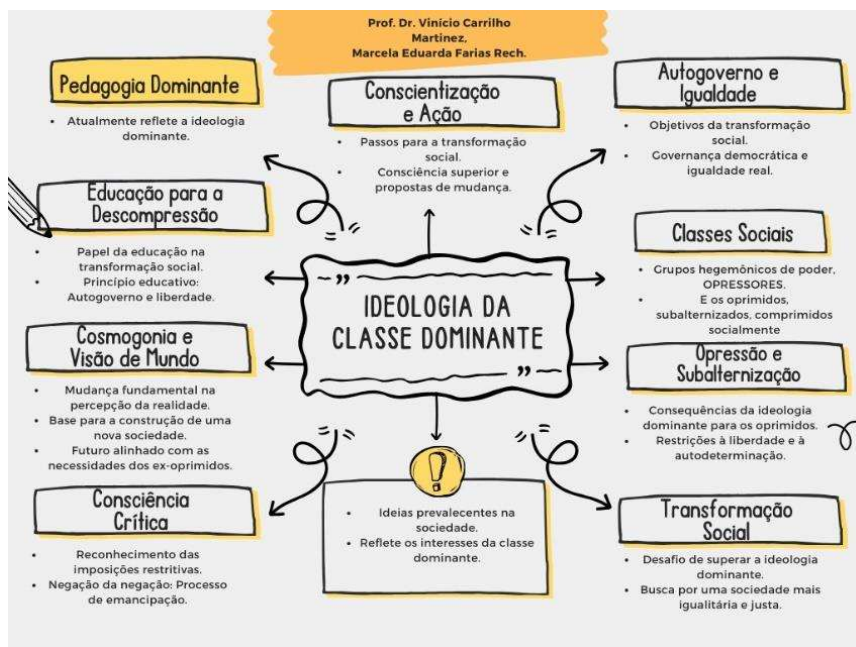 Prof. Dr. Vinício Carrilho
Martinez,
Marcela Eduarda Farias Rech.
Pedagogia Dominante
• Atualmente reflete a ideologia
dominante.
Conscientização
e Ação
• Passos para a transformação
social.
• Consciência superior e
propostas de mudança.
Autogoverno e
Igualdade
• Objetivos da transformação
social.
• Governança democrática e
igualdade real.
Educação para a
Descompressão
• Papel da educação na
transformação social.
• Princípio educativo:
Autogoverno e liberdade.
Classes Sociais
• Grupos hegemônicos de poder,
OPRESSORES.
• E os oprimidos,
subalternizados, comprimidos
socialmente
IDEOLOGIA DA
CLASSE DOMINANTE
Cosmogonia e
Visão de Mundo
• Mudança fundamental na
percepção da realidade.
• Base para a construção de uma
nova sociedade.
• Futuro alinhado com as
necessidades dos ex-oprimidos.
Opressão e
Subalternização
• Consequências da ideologia
dominante para os oprimidos.
• Restrições à liberdade e à
autodeterminação.
Consciência
Crítica
• Reconhecimento das
imposições restritivas.
• Negação da negação: Processo
de emancipação.
!
• Ideias prevalecentes na
sociedade.
• Reflete os interesses da classe
dominante.
Transformação
Social
• Desafio de superar a ideologia
dominante.
• Busca por uma sociedade mais
igualitária e justa.